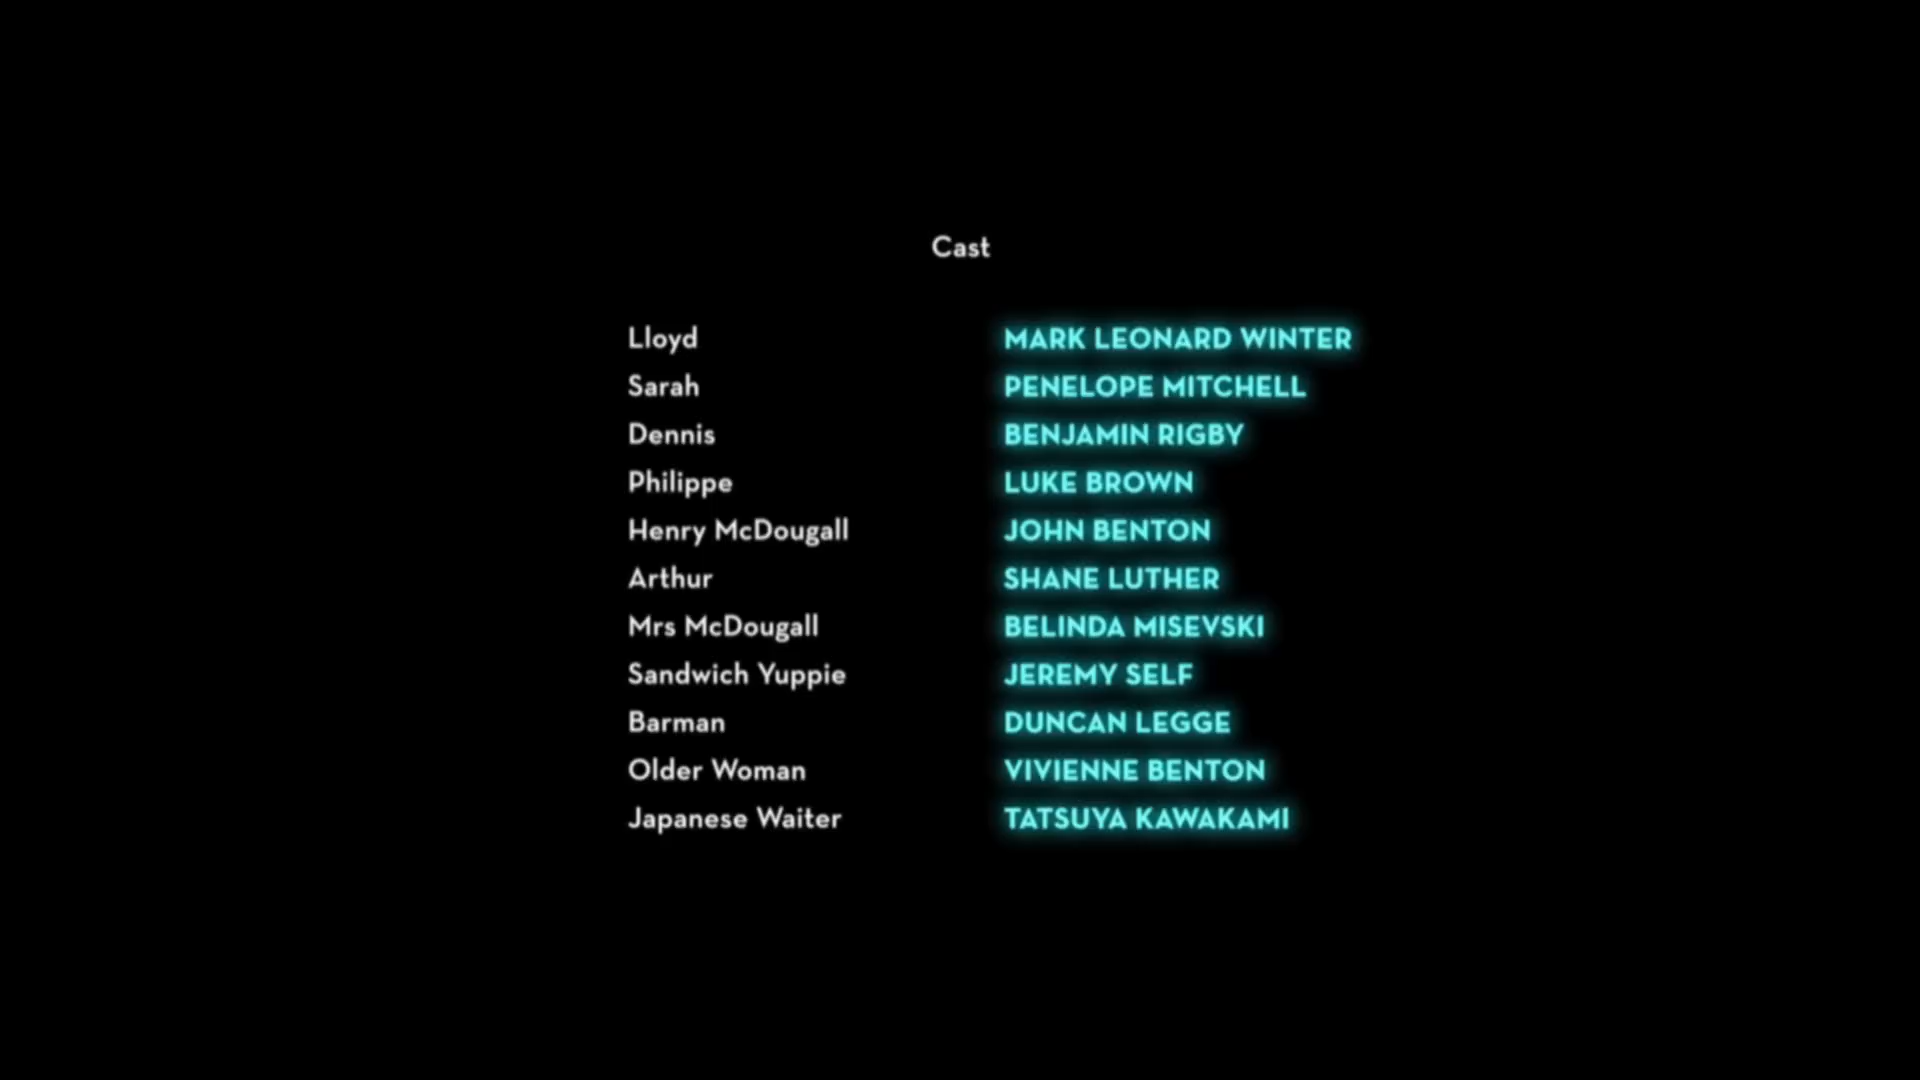 Cast
Lloyd MARK LEONARD WINTER
Sarah PENELOPE MITCHELL
Dennis BENJAMIN RIGBY
Philippe LUKE BROWN
Henry McDougall JOHN BENTON
Arthur SHANE LUTHER
Mrs McDougall BELINDA MISEVSKI
Sandwich Yuppie JEREMY SELF
Barman DUNCAN LEGGE
Older Woman VIVIENNE BENTON
Japanese Waiter TATSUYA KAWAKAMI